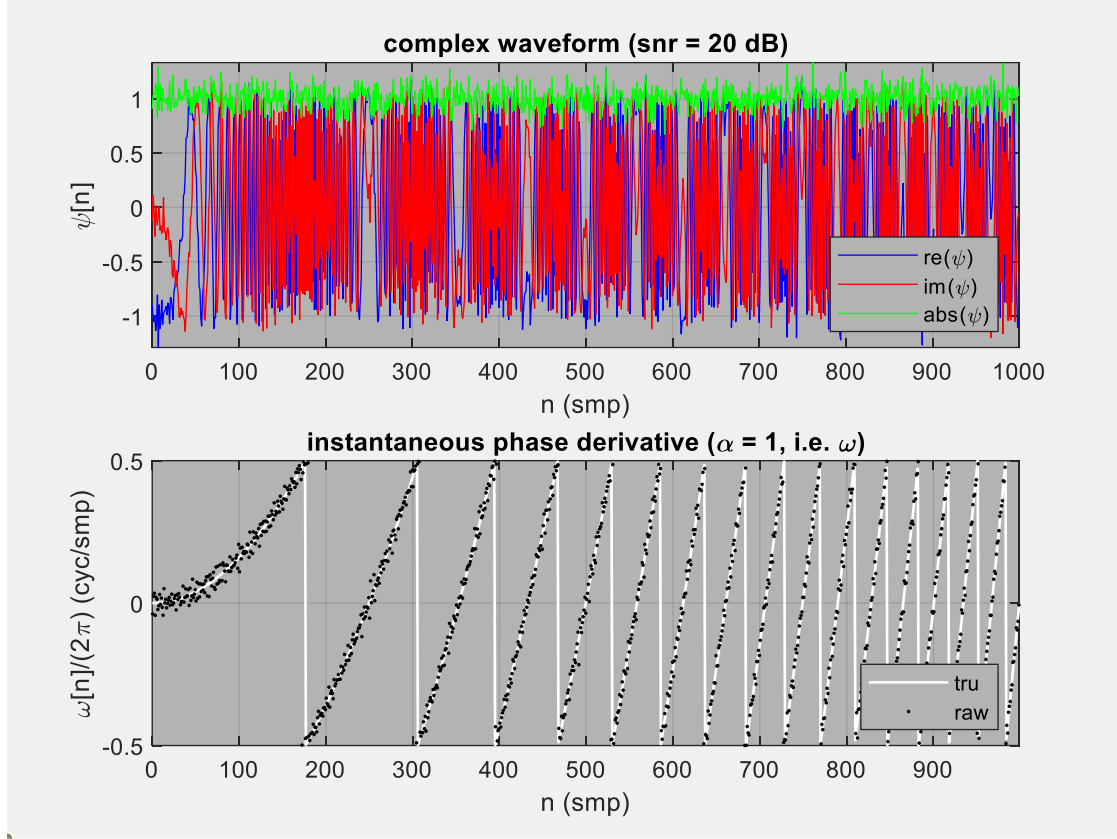 complex waveform (snr = 20 dB)
1
0.5
0
-0.5
-1
ψ[n]
re(ψ)
im(ψ)
abs(ψ)
0 100 200 300 400 500 600 700 800 900 1000
n (smp)
instantaneous phase derivative (α = 1, i.e. ω)
0.5
0
-0.5
ω[n]/(2π) (cyc/smp)
tru
raw
0 100 200 300 400 500 600 700 800 900
n (smp)